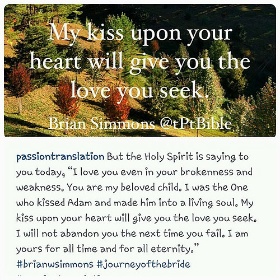 My kiss upon your
heart will give you the
love you seek.
Brian Simmons @tPtBible
passiontranslation But the Holy Spirit is saying to
you today, "I love you even in your brokenness and
weakness. You are my beloved child. I was the One
who kissed Adam and made him into a living soul. My
kiss upon your heart will give you the love you seek.
I will not abandon you the next time you fail. I am
yours for all time and for all eternity."
#brianwsimmons #journeyofthebride